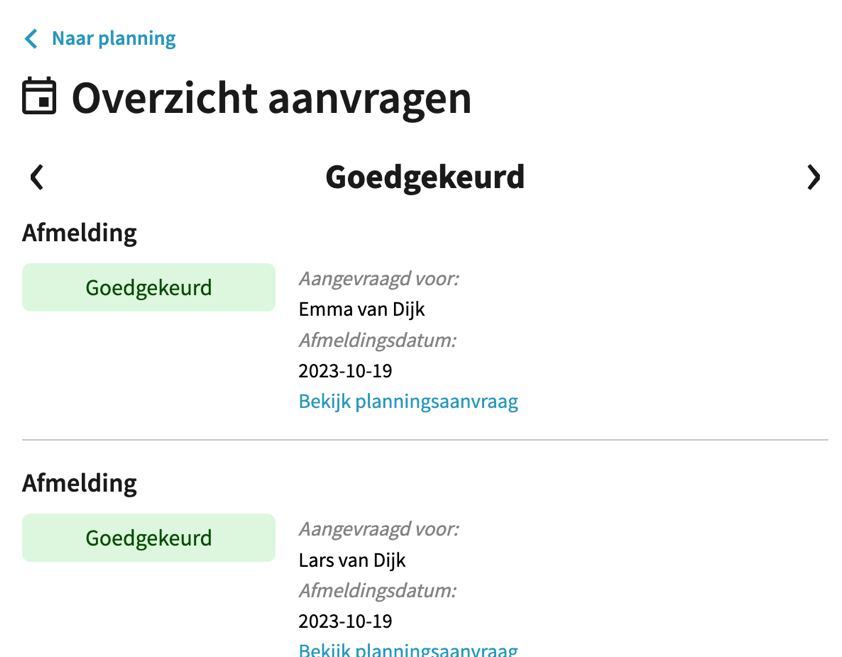 Naar planning
Overzicht aanvragen
Goedgekeurd
Afmelding
Goedgekeurd
Aangevraagd voor:
Emma van Dijk
Afmeldingsdatum:
2023-10-19
Bekijk planningsaanvraag
Afmelding
Goedgekeurd
Aangevraagd voor:
Lars van Dijk
Afmeldingsdatum:
2023-10-19
Bekijk planningsaanvraag